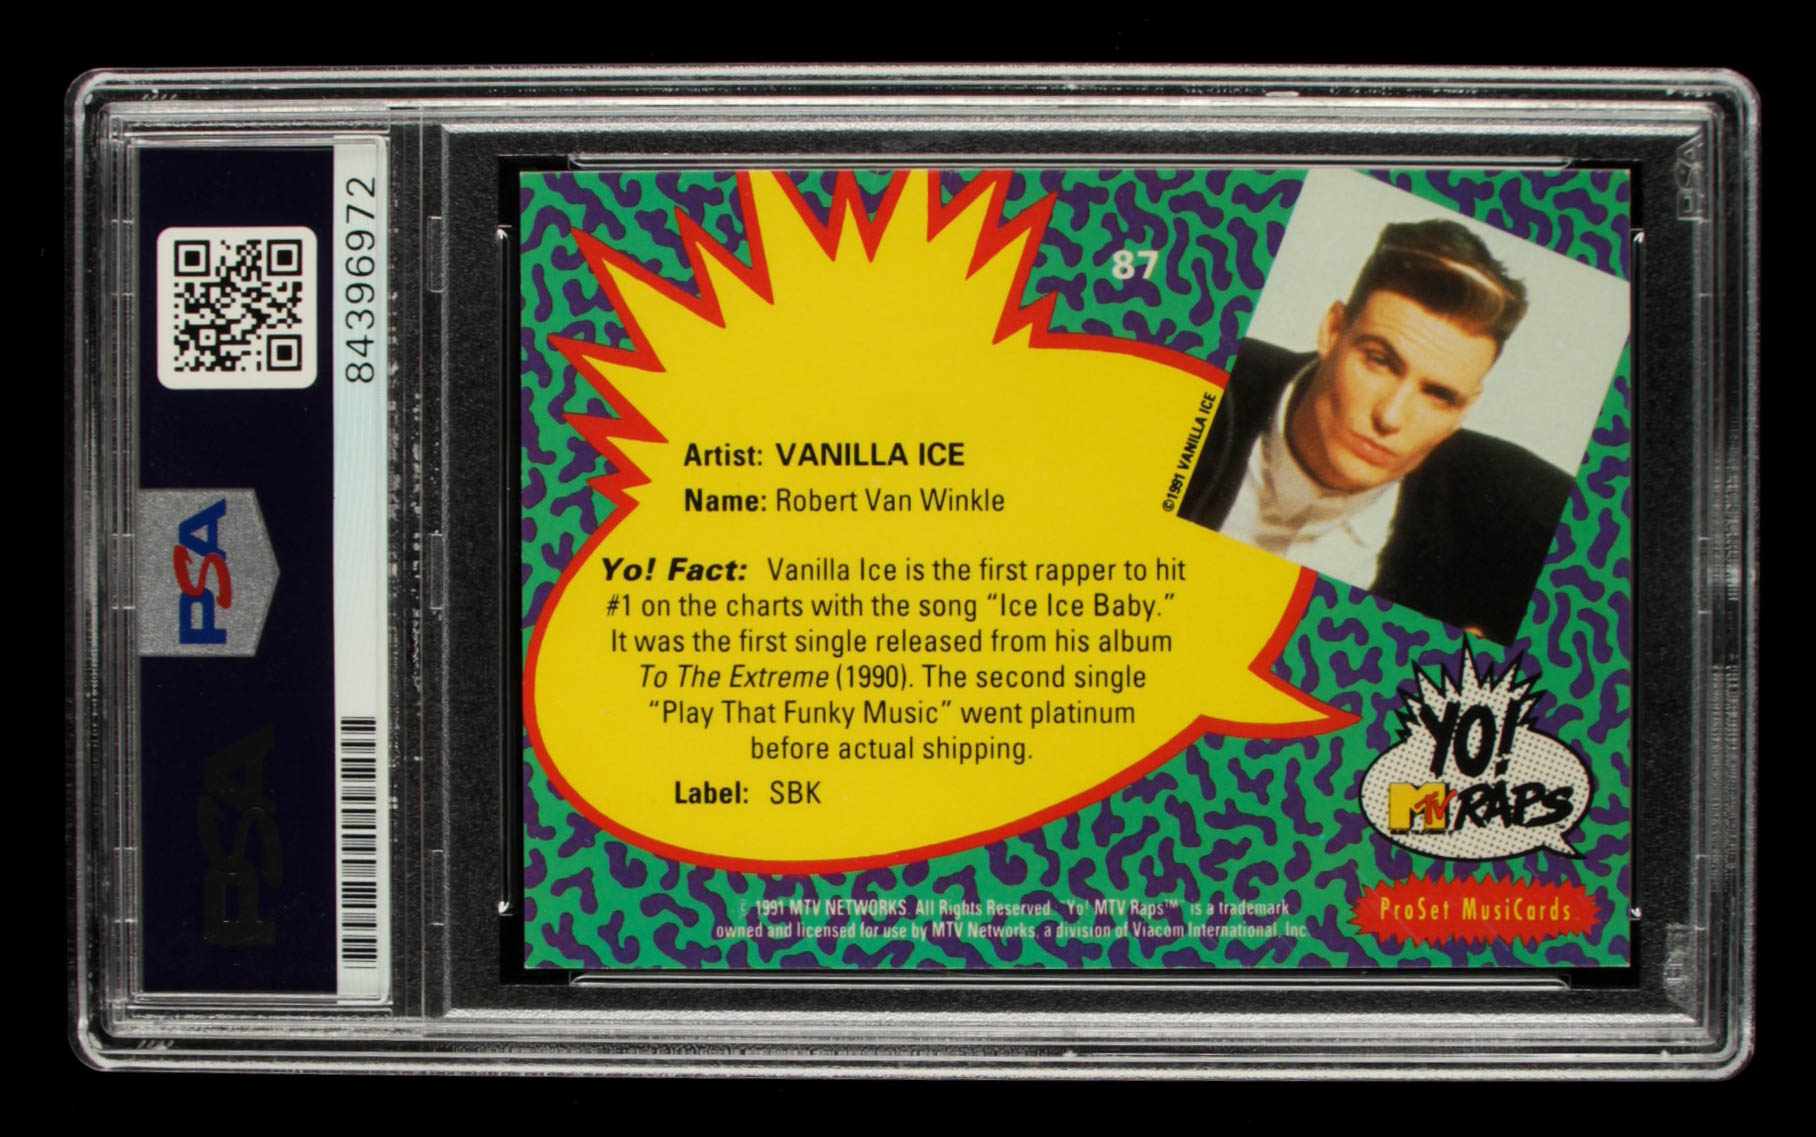 84396972
PSA
PSA
PSA
87
©1991 VANILLA ICE
Artist: VANILLA ICE
Name: Robert Van Winkle
Yo! Fact: Vanilla Ice is the first rapper to hit
#1 on the charts with the song “Ice Ice Baby.”
It was the first single released from his album
To The Extreme (1990). The second single
“Play That Funky Music” went platinum
before actual shipping.
Label: SBK
YO!
MTV RAPS
ProSet MusiCards
© 1991 MTV NETWORKS. All Rights Reserved. "Yo! MTV Raps™" is a trademark
owned and licensed for use by MTV Networks, a division of Viacom International, Inc.